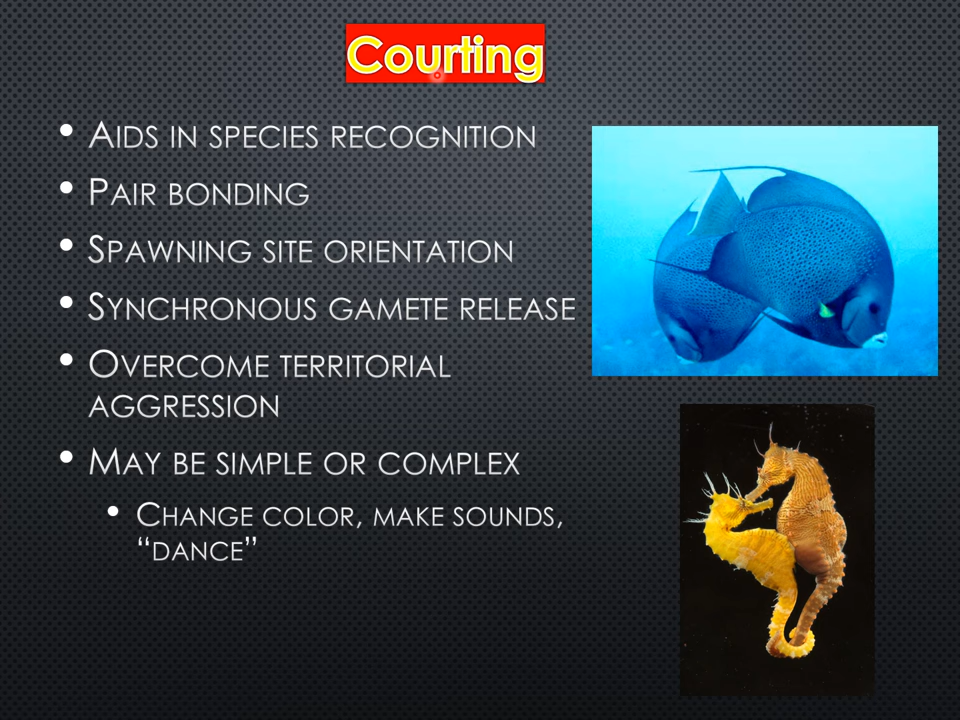 Courting
• Aids in species recognition
• Pair bonding
• Spawning site orientation
• Synchronous gamete release
• Overcome territorial
aggression
• May be simple or complex
• Change color, make sounds,
“dance”